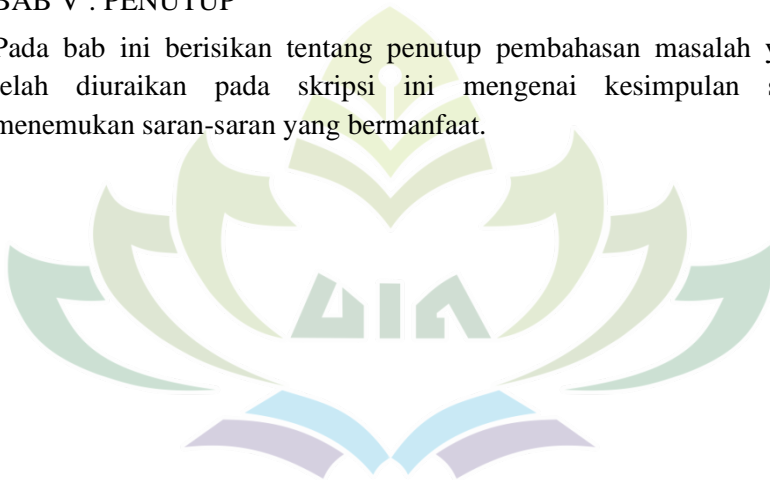 BAB V : PENUTUP
Pada bab ini berisikan tentang penutup pembahasan masalah
telah diuraikan pada skripsi ini mengenai kesimpulan
menemukan saran-saran yang bermanfaat.
UIN